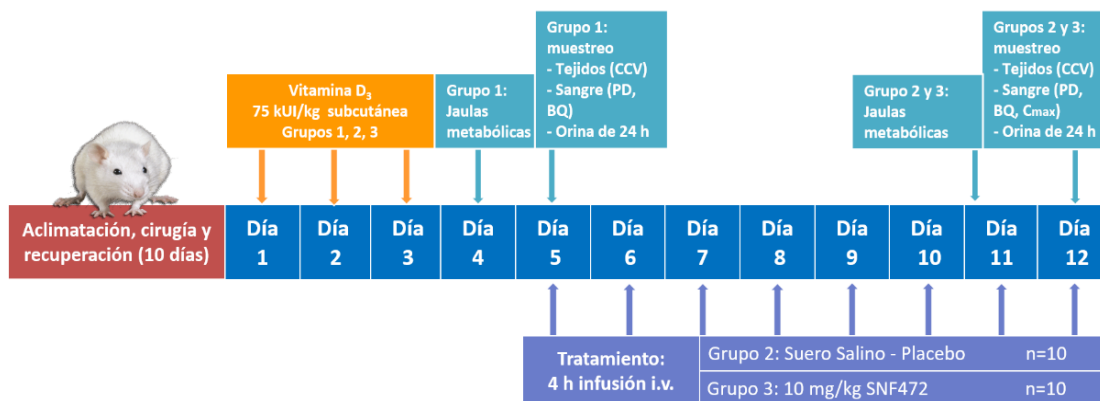 Vitamina D3
75 kUI/kg subcutánea
Grupos 1, 2, 3
Grupo 1:
Jaulas
metabólicas
Grupo 1:
muestreo
- Tejidos (CCV)
- Sangre (PD,
BQ)
- Orina de 24 h
Grupo 2 y 3:
Jaulas
metabólicas
Grupos 2 y 3:
muestreo
- Tejidos (CCV)
- Sangre (PD,
BQ, Cmax)
- Orina de 24 h
Aclimatación, cirugía y
recuperación (10 días)
Día
1
Día
2
Día
3
Día
4
Día
5
Día
6
Día
7
Día
8
Día
9
Día
10
Día
11
Día
12
Tratamiento:
4 h infusión i.v.
Grupo 2: Suero Salino - Placebo n=10
Grupo 3: 10 mg/kg SNF472 n=10